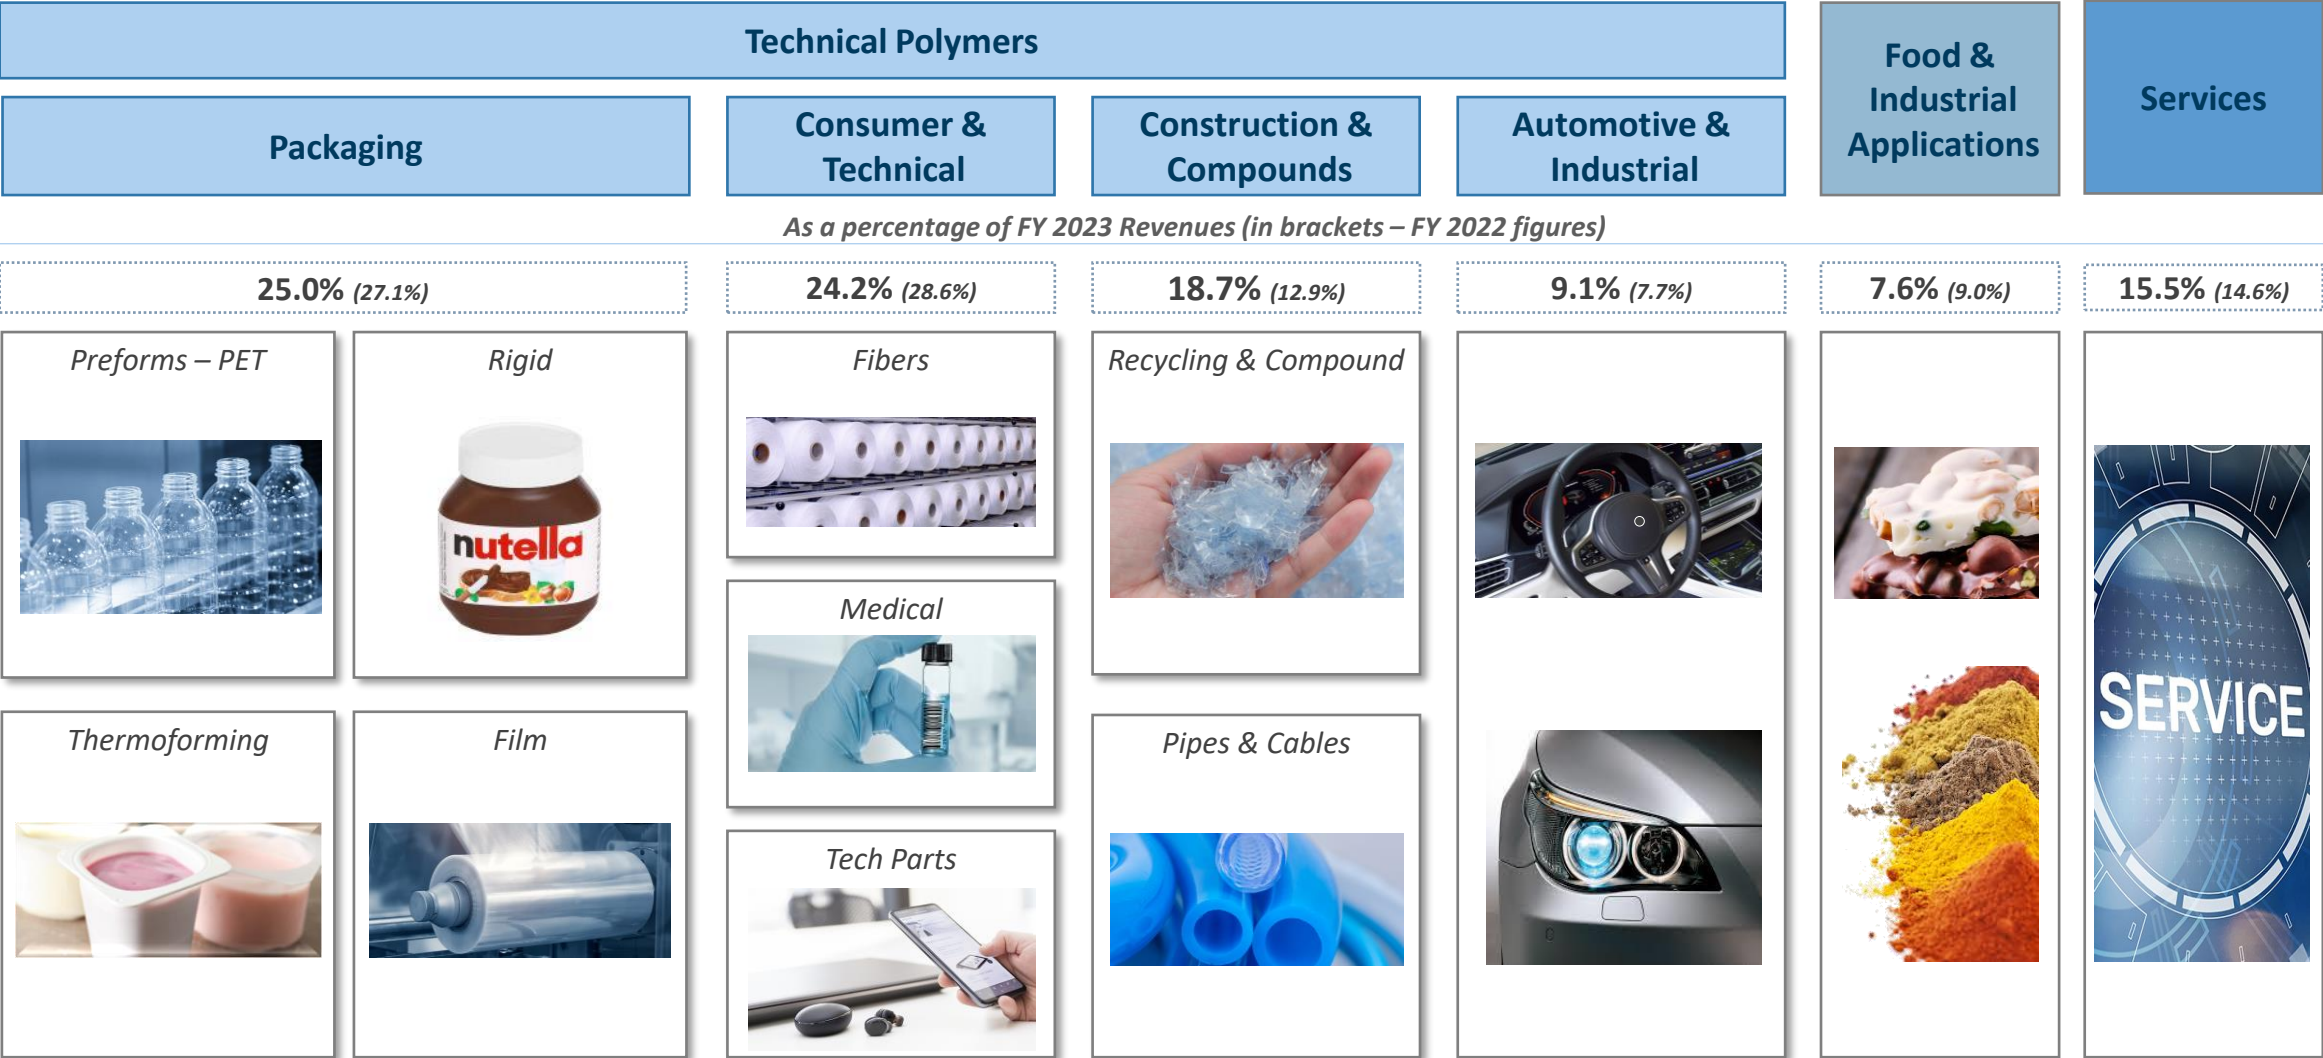 Technical Polymers
Food &
Industrial
Applications
Services
Packaging
Consumer &
Technical
Construction &
Compounds
Automotive &
Industrial
As a percentage of FY 2023 Revenues (in brackets – FY 2022 figures)
25.0% (27.1%)
24.2% (28.6%)
18.7% (12.9%)
9.1% (7.7%)
7.6% (9.0%)
15.5% (14.6%)
Preforms – PET
Rigid
Fibers
Recycling & Compound
nutella
Medical
SERVICE
Thermoforming
Film
Pipes & Cables
Tech Parts